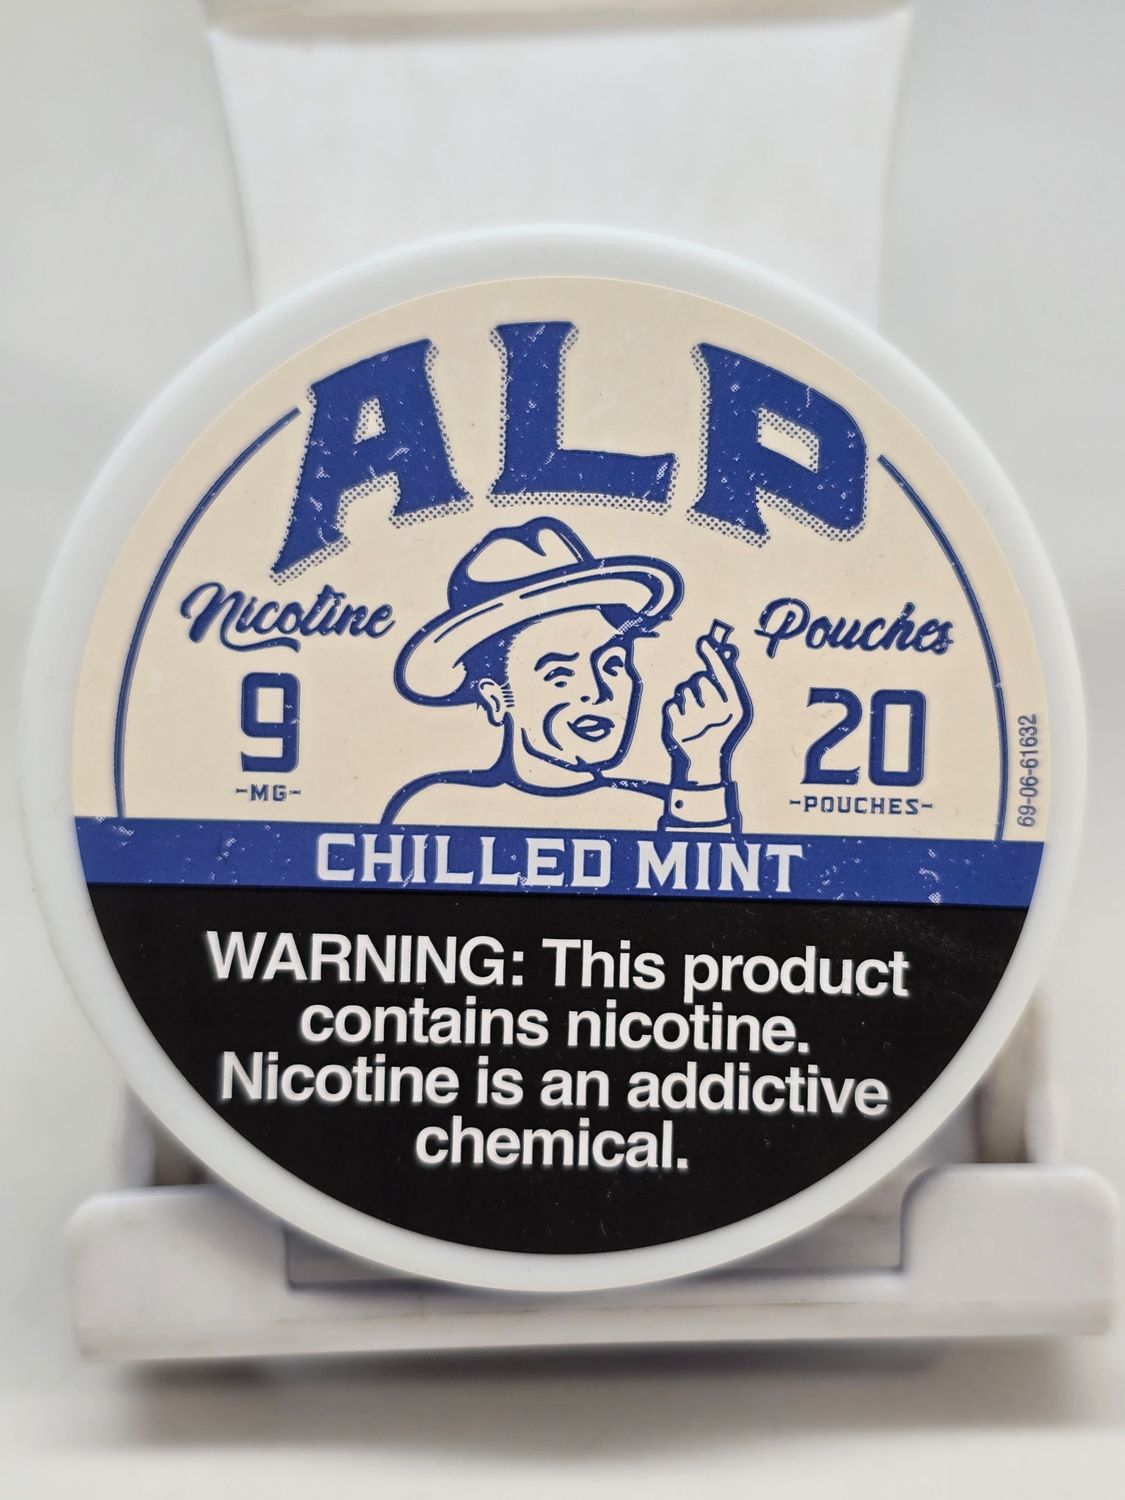 ALP
Nicotine Pouches
9
-MG-
20
-POUCHES-
69-06-61632
CHILLED MINT
WARNING: This product
contains nicotine.
Nicotine is an addictive
chemical.